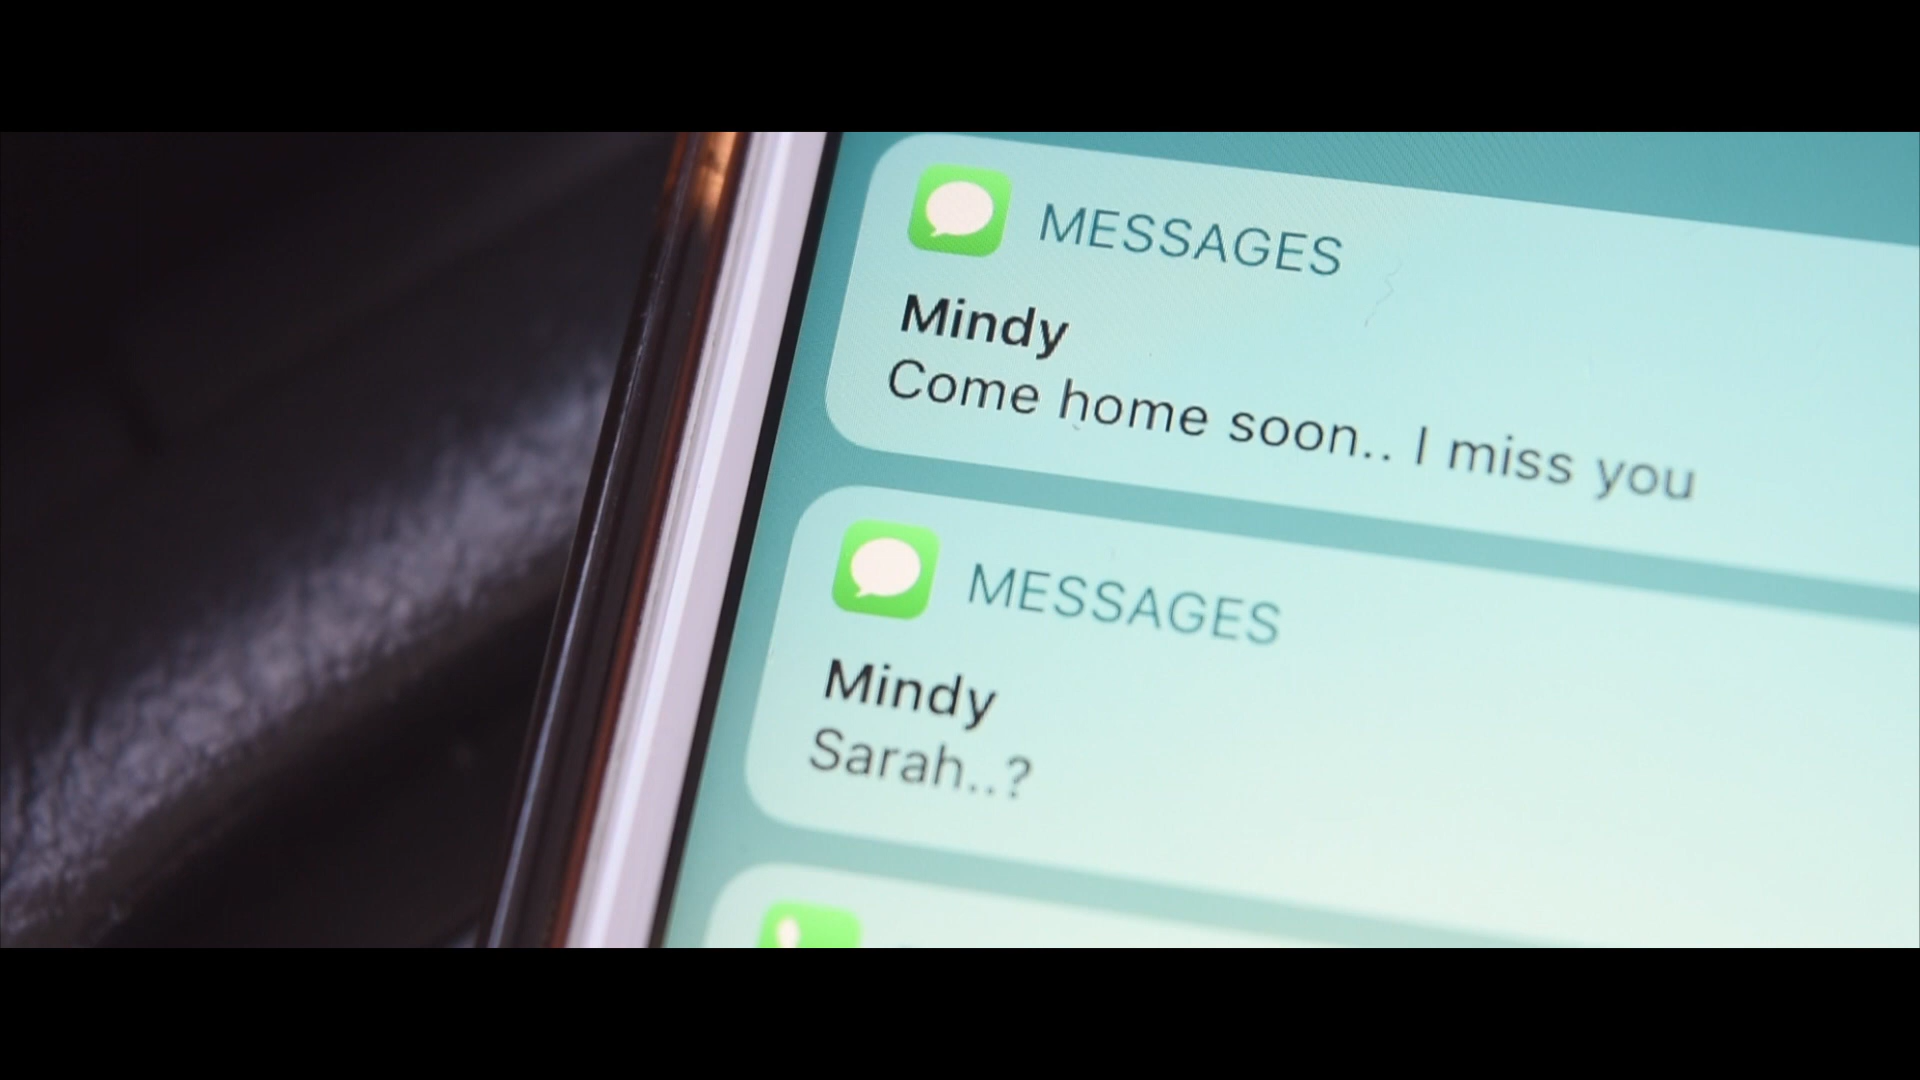 MESSAGES
Mindy
Come home soon.. I miss you
MESSAGES
Mindy
Sarah..?